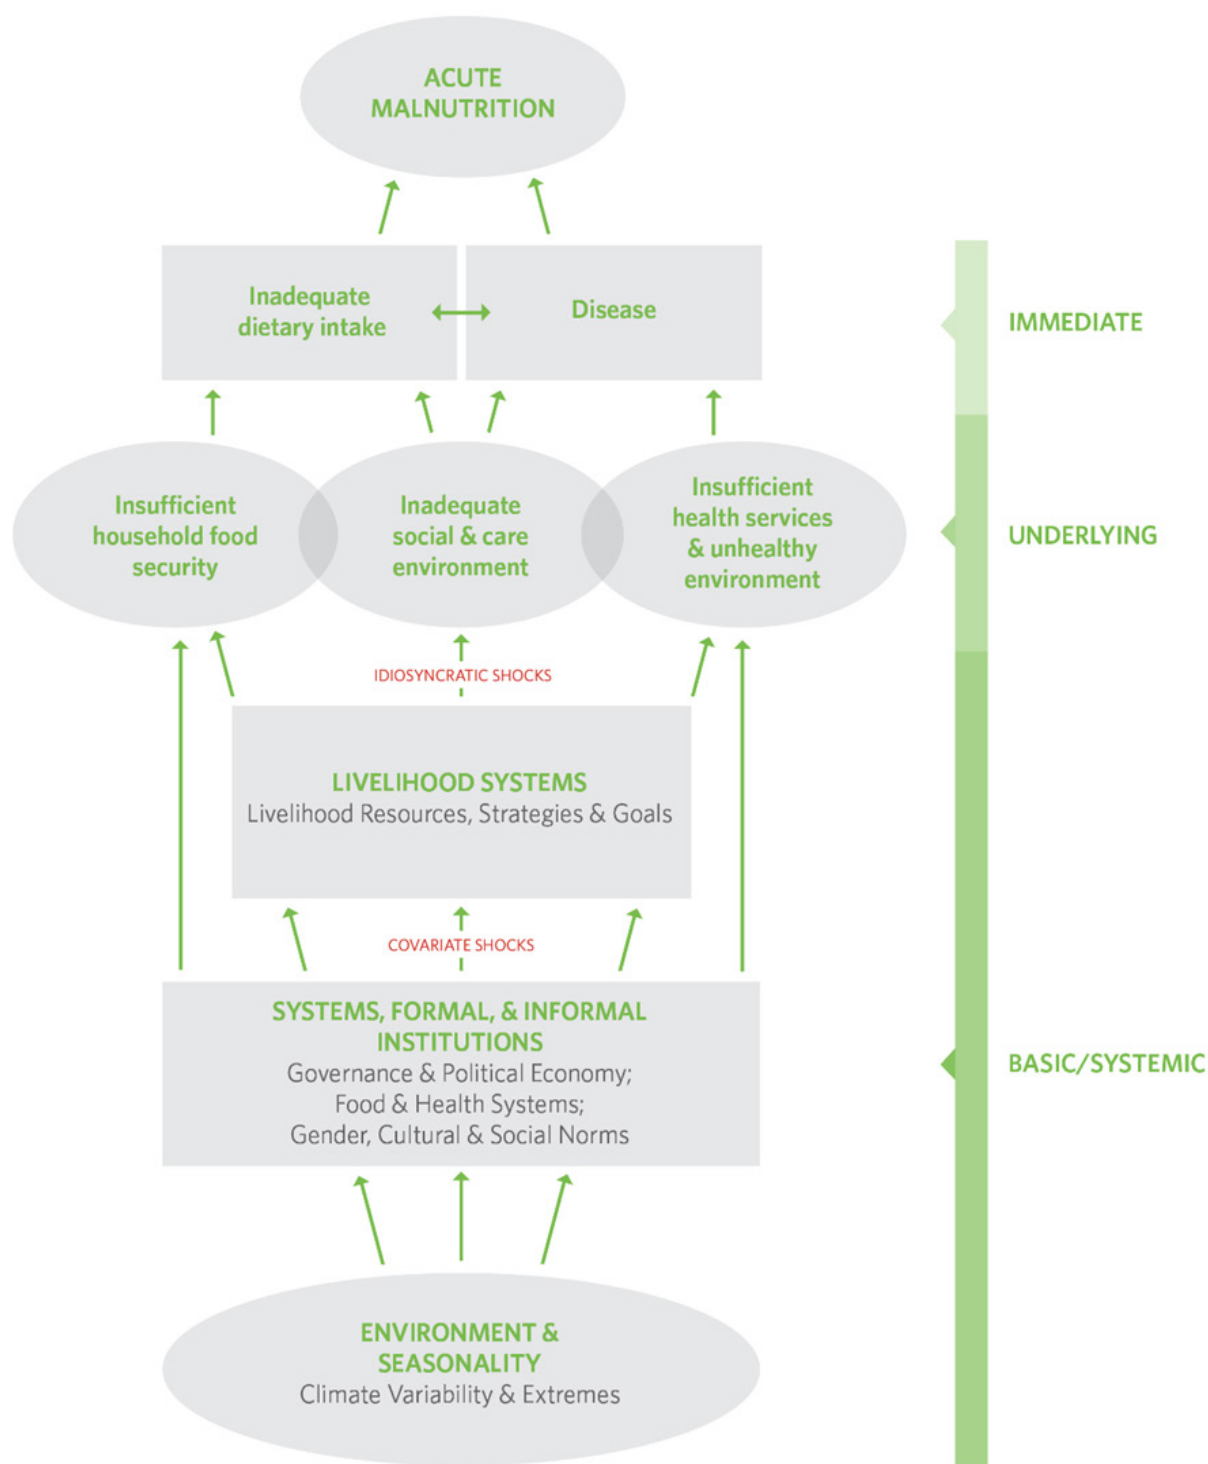 ACUTE
MALNUTRITION
Inadequate
dietary intake
Disease
IMMEDIATE
Insufficient
household food
security
Inadequate
social & care
environment
Insufficient
health services
& unhealthy
environment
UNDERLYING
IDIOSYNCRATIC SHOCKS
LIVELIHOOD SYSTEMS
Livelihood Resources, Strategies & Goals
COVARIATE SHOCKS
SYSTEMS, FORMAL, & INFORMAL
INSTITUTIONS
Governance & Political Economy;
Food & Health Systems;
Gender, Cultural & Social Norms
BASIC/SYSTEMIC
ENVIRONMENT &
SEASONALITY
Climate Variability & Extremes